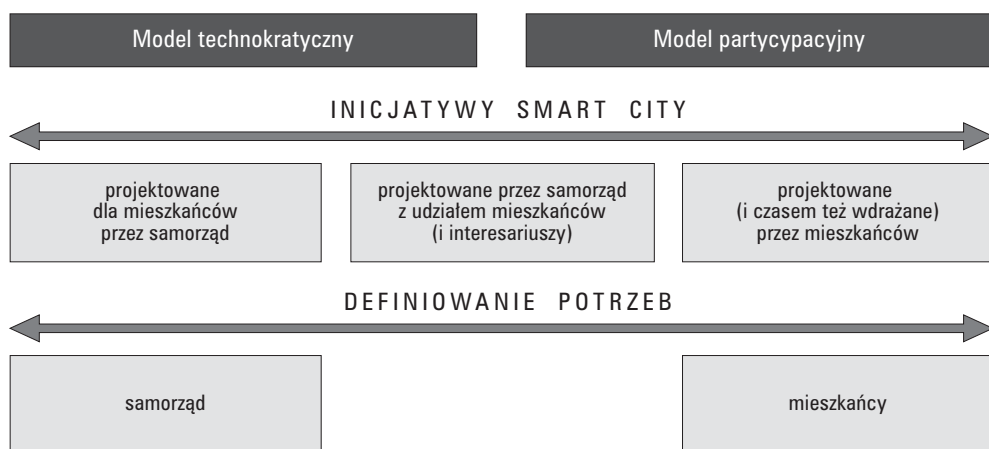 Model technokratyczny
Model partycypacyjny
INICJATYWY SMART CITY
projektowane
dla mieszkańców
przez samorząd
projektowane przez samorząd
z udziałem mieszkańców
(i interesariuszy)
projektowane
(i czasem też wdrażane)
przez mieszkańców
DEFINIOWANIE POTRZEB
samorząd
mieszkańcy